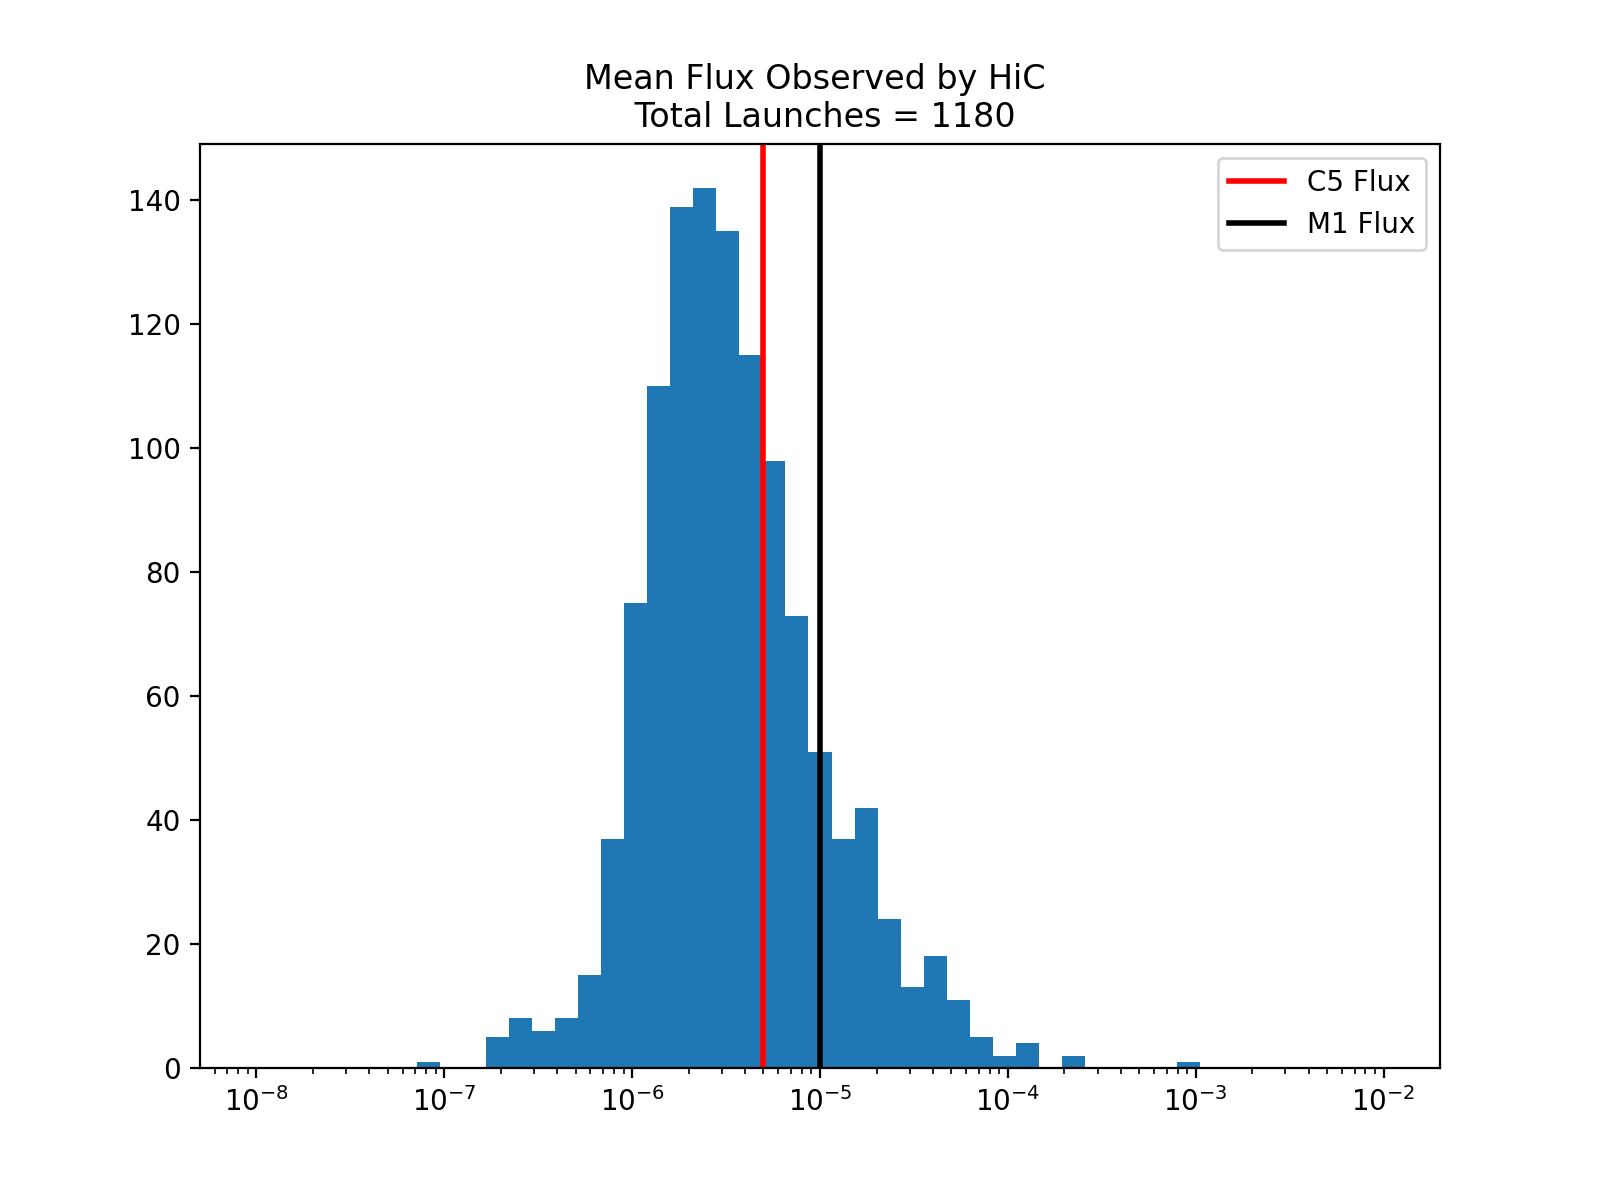 Mean Flux Observed by HiC
Total Launches = 1180
C5 Flux
M1 Flux
140
120
100
80
60
40
20
0
10⁻⁸ 10⁻⁷ 10⁻⁶ 10⁻⁵ 10⁻⁴ 10⁻³ 10⁻²